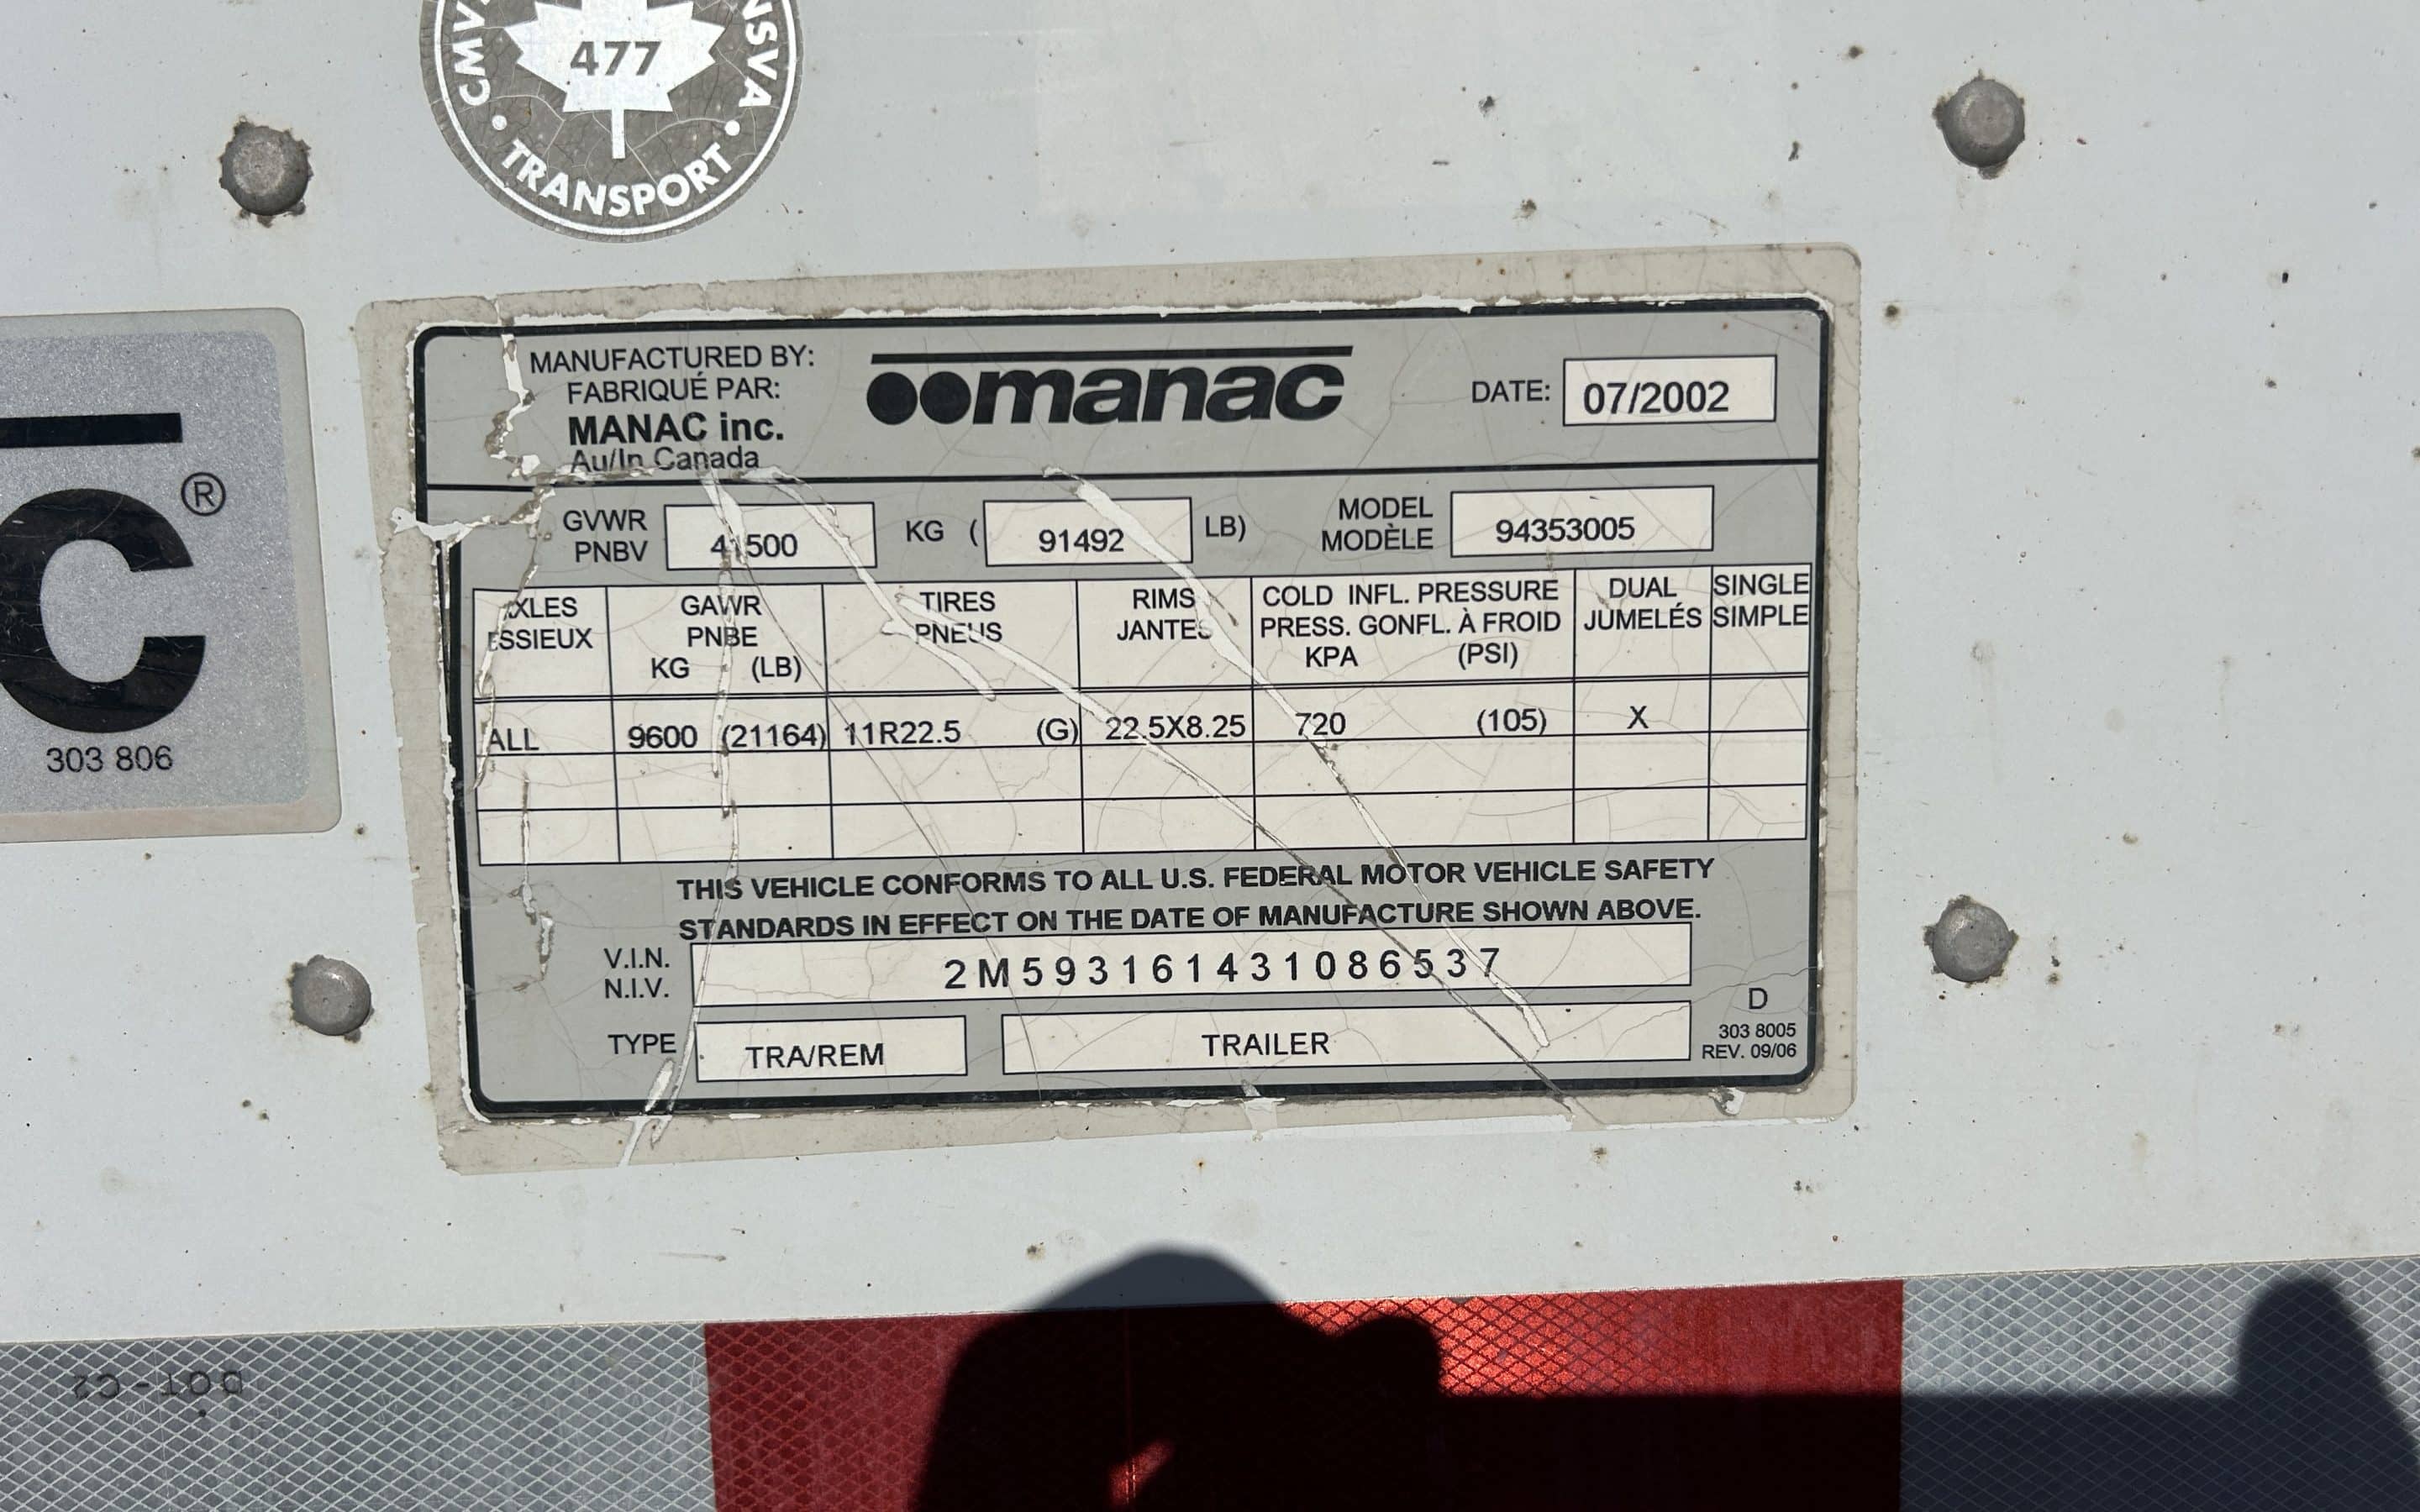 477
TRANSPORT
C
®
303 806
MANUFACTURED BY:
FABRIQUÉ PAR:
MANAC inc.
Au/In Canada
manac
DATE: 07/2002
GVWR
PNBV
41500 KG ( 91492 LB)
MODEL
MODÈLE
94353005
AXLES
ESSIEUX
GAWR
PNBE
KG (LB)
TIRES
PNEUS
RIMS
JANTES
COLD INFL. PRESSURE
PRESS. GONFL. À FROID
KPA (PSI)
DUAL
JUMELÉS
SINGLE
SIMPLE
ALL 9600 (21164) 11R22.5 (G) 22.5X8.25 720 (105) X
THIS VEHICLE CONFORMS TO ALL U.S. FEDERAL MOTOR VEHICLE SAFETY
STANDARDS IN EFFECT ON THE DATE OF MANUFACTURE SHOWN ABOVE.
V.I.N.
N.I.V.
2M593161431086537
TYPE TRA/REM TRAILER
D
303 8005
REV. 09/06
DOT-C2